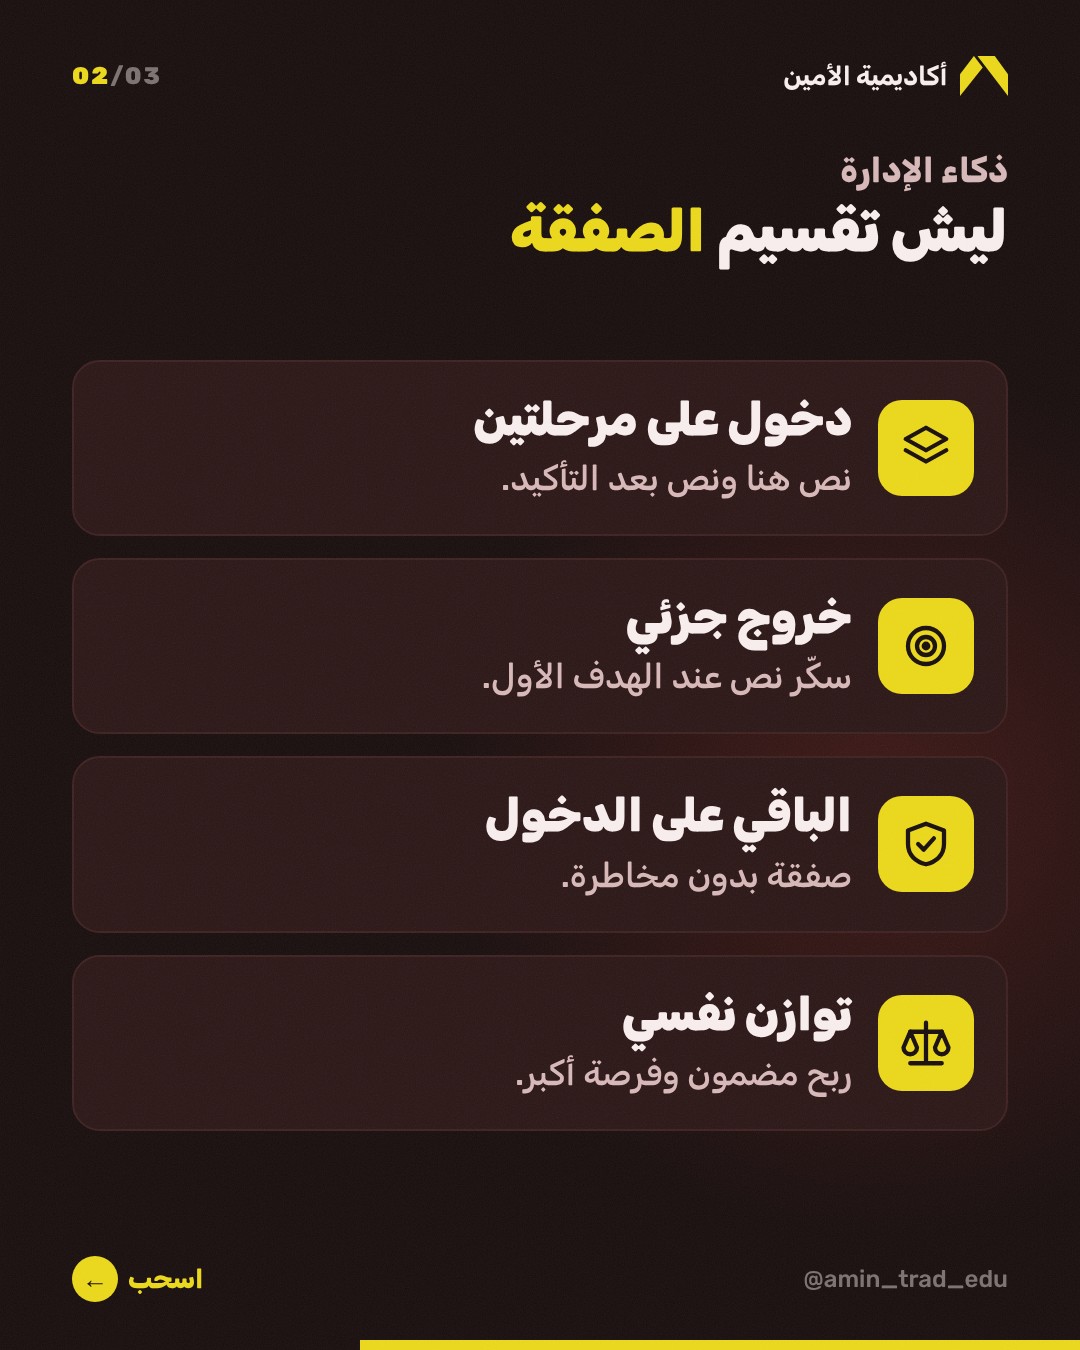 أكاديمية الأمين
02/03
ذكاء الإدارة
ليش تقسيم الصفقة
دخول على مرحلتين
نص هنا ونص بعد التأكيد.
خروج جزئي
سكّر نص عند الهدف الأول.
الباقي على الدخول
صفقة بدون مخاطرة.
توازن نفسي
ربح مضمون وفرصة أكبر.
@amin_trad_edu
اسحب ←